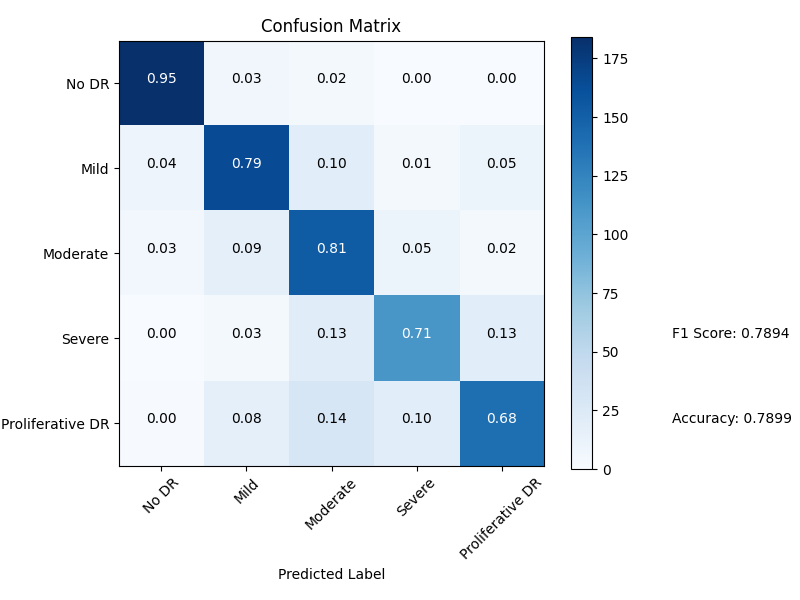 Confusion Matrix
No DR 0.95 0.03 0.02 0.00 0.00
Mild 0.04 0.79 0.10 0.01 0.05
Moderate 0.03 0.09 0.81 0.05 0.02
Severe 0.00 0.03 0.13 0.71 0.13
Proliferative DR 0.00 0.08 0.14 0.10 0.68
No DR Mild Moderate Severe Proliferative DR
Predicted Label
175
150
125
100
75
50
25
0
F1 Score: 0.7894
Accuracy: 0.7899